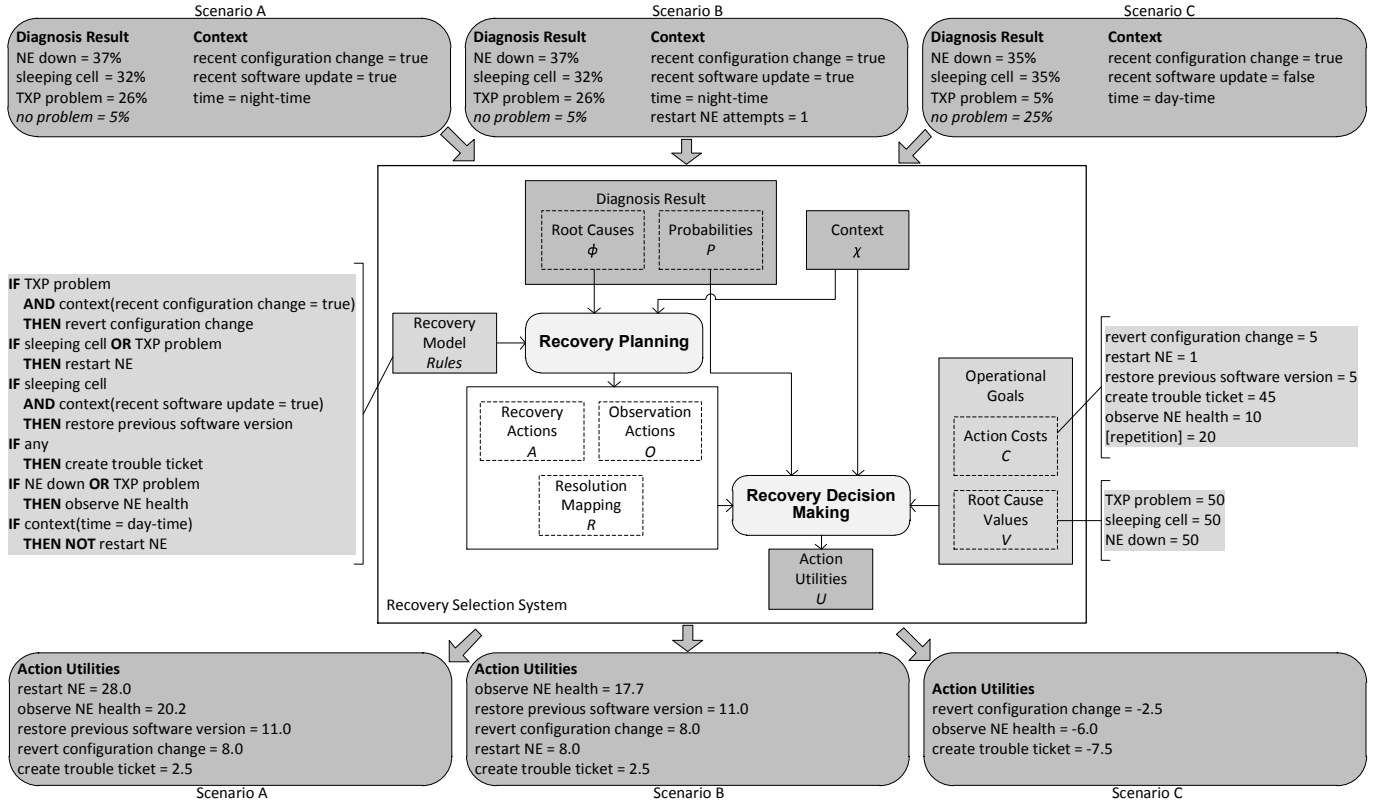 Scenario A
Diagnosis Result
NE down = 37%
sleeping cell = 32%
TXP problem = 26%
no problem = 5%
Context
recent configuration change = true
recent software update = true
time = night-time
Scenario B
Diagnosis Result
NE down = 37%
sleeping cell = 32%
TXP problem = 26%
no problem = 5%
Context
recent configuration change = true
recent software update = true
time = night-time
restart NE attempts = 1
Scenario C
Diagnosis Result
NE down = 35%
sleeping cell = 35%
TXP problem = 5%
no problem = 25%
Context
recent configuration change = true
recent software update = false
time = day-time
Diagnosis Result
Root Causes
ϕ
Probabilities
P
Context
χ
IF TXP problem
AND context(recent configuration change = true)
THEN revert configuration change
IF sleeping cell OR TXP problem
THEN restart NE
IF sleeping cell
AND context(recent software update = true)
THEN restore previous software version
IF any
THEN create trouble ticket
IF NE down OR TXP problem
THEN observe NE health
IF context(time = day-time)
THEN NOT restart NE
Recovery
Model
Rules
Recovery Planning
Recovery
Actions
A
Observation
Actions
O
Resolution
Mapping
R
Recovery Decision
Making
Action
Utilities
U
Operational
Goals
Action Costs
C
Root Cause
Values
V
revert configuration change = 5
restart NE = 1
restore previous software version = 5
create trouble ticket = 45
observe NE health = 10
[repetition] = 20
TXP problem = 50
sleeping cell = 50
NE down = 50
Recovery Selection System
Action Utilities
restart NE = 28.0
observe NE health = 20.2
restore previous software version = 11.0
revert configuration change = 8.0
create trouble ticket = 2.5
Scenario A
Action Utilities
observe NE health = 17.7
restore previous software version = 11.0
revert configuration change = 8.0
restart NE = 8.0
create trouble ticket = 2.5
Scenario B
Action Utilities
revert configuration change = -2.5
observe NE health = -6.0
create trouble ticket = -7.5
Scenario C